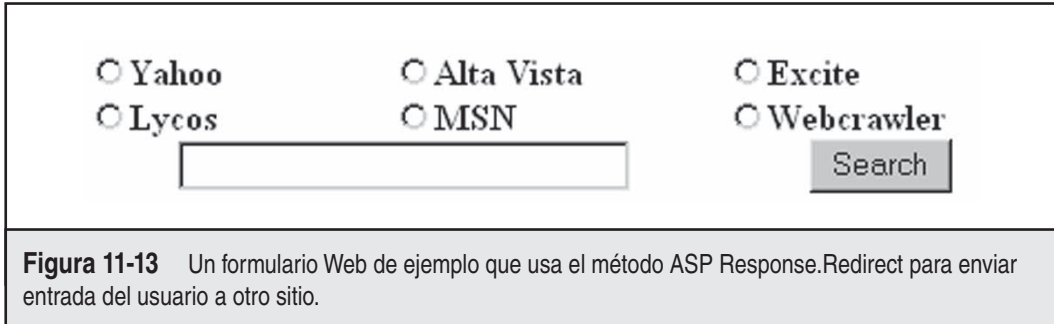 Yahoo Alta Vista Excite
Lycos MSN Webcrawler
Search
Figura 11-13 Un formulario Web de ejemplo que usa el método ASP Response.Redirect para enviar
entrada del usuario a otro sitio.